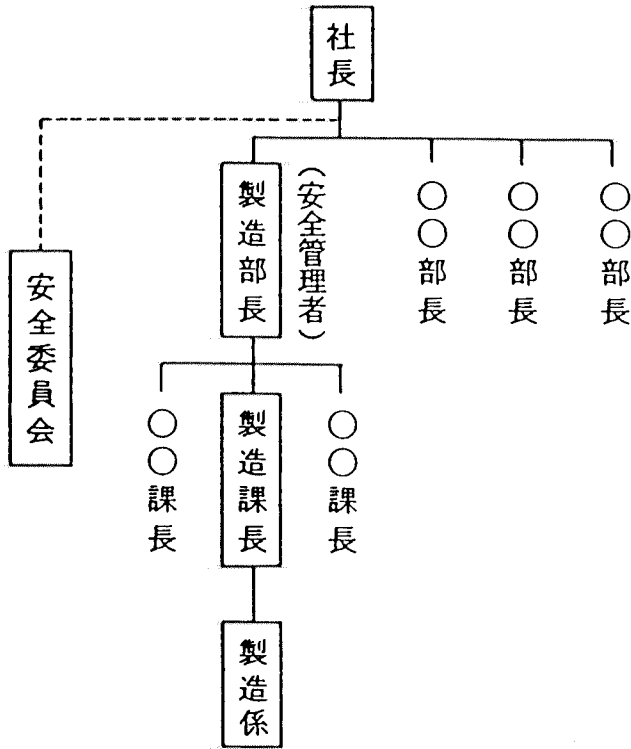 社長
安全委員会
製造部長
（安全管理者）
○○部長
○○部長
○○部長
○○課長
製造課長
○○課長
製造係